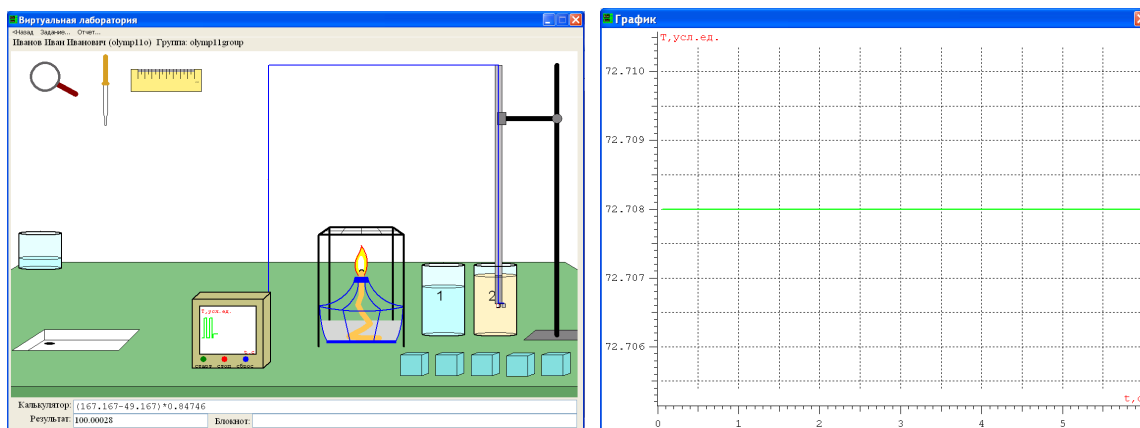 Виртуальная лаборатория
<Назад Задание... Отчет...
Иванов Иван Иванович (olymp11o) Группа: olymp11group
1
2
T,усл.ед.
t,c
старт стоп сброс
Калькулятор: (167.167-49.167)*0.84746
Результат: 100.00028 Блокнот:
График
T,усл.ед.
72.710
72.709
72.708
72.707
72.706
t,c
0 1 2 3 4 5